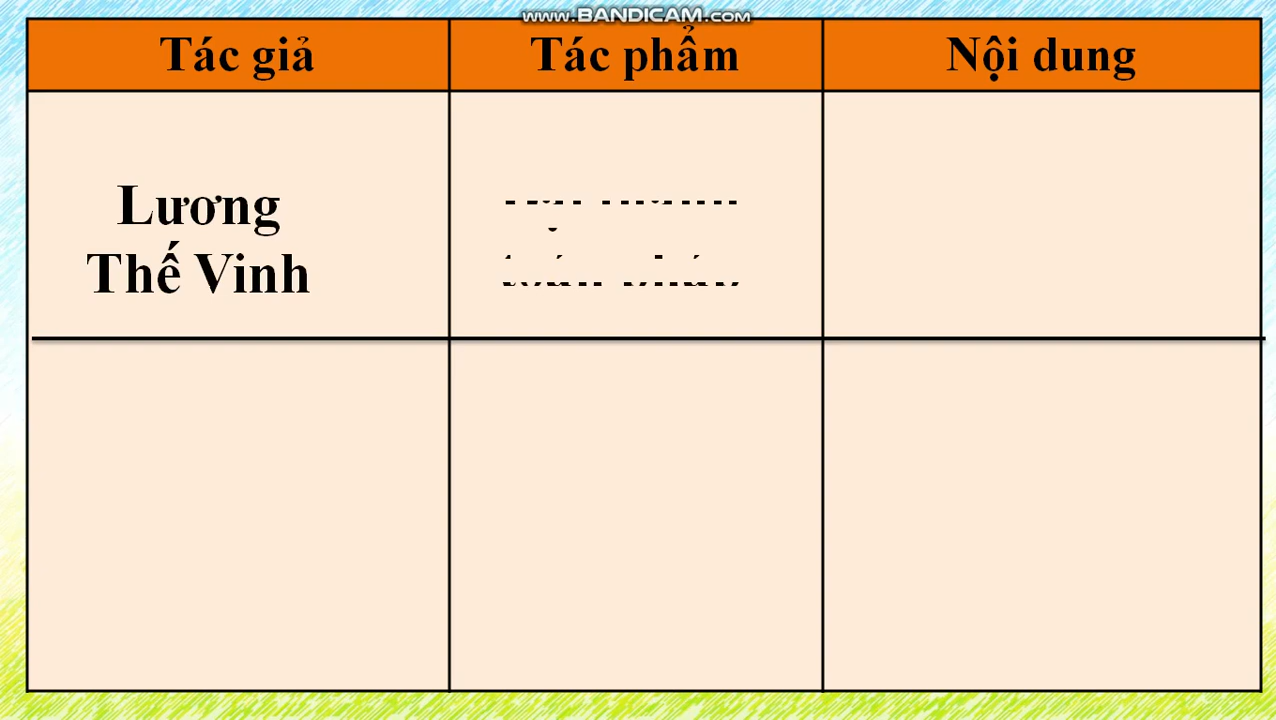 www.BANDICAM.com
Tác giả
Tác phẩm
Nội dung
Lương
Thế Vinh